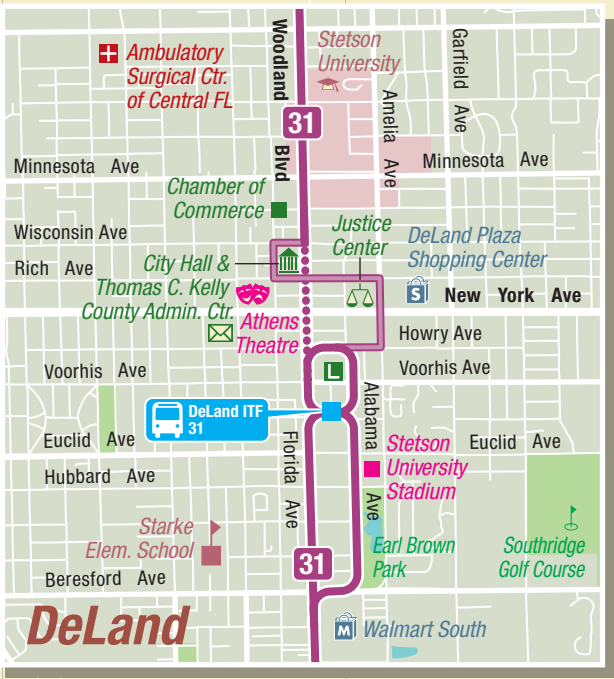 Woodland
Blvd
Ambulatory
Surgical Ctr.
of Central FL
Stetson
University
Garfield Ave
Amelia Ave
31
Minnesota Ave
Minnesota Ave
Chamber of
Commerce
Wisconsin Ave
Justice
Center
DeLand Plaza
Shopping Center
Rich Ave
City Hall &
Thomas C. Kelly
County Admin. Ctr.
S
New York Ave
Athens
Theatre
Howry Ave
Voorhis Ave
Voorhis Ave
L
DeLand ITF
31
Alabama
Ave
Florida Ave
Euclid Ave
Euclid Ave
Stetson
University
Stadium
Hubbard Ave
Starke
Elem. School
Earl Brown
Park
Southridge
Golf Course
31
Beresford Ave
DeLand
M
Walmart South